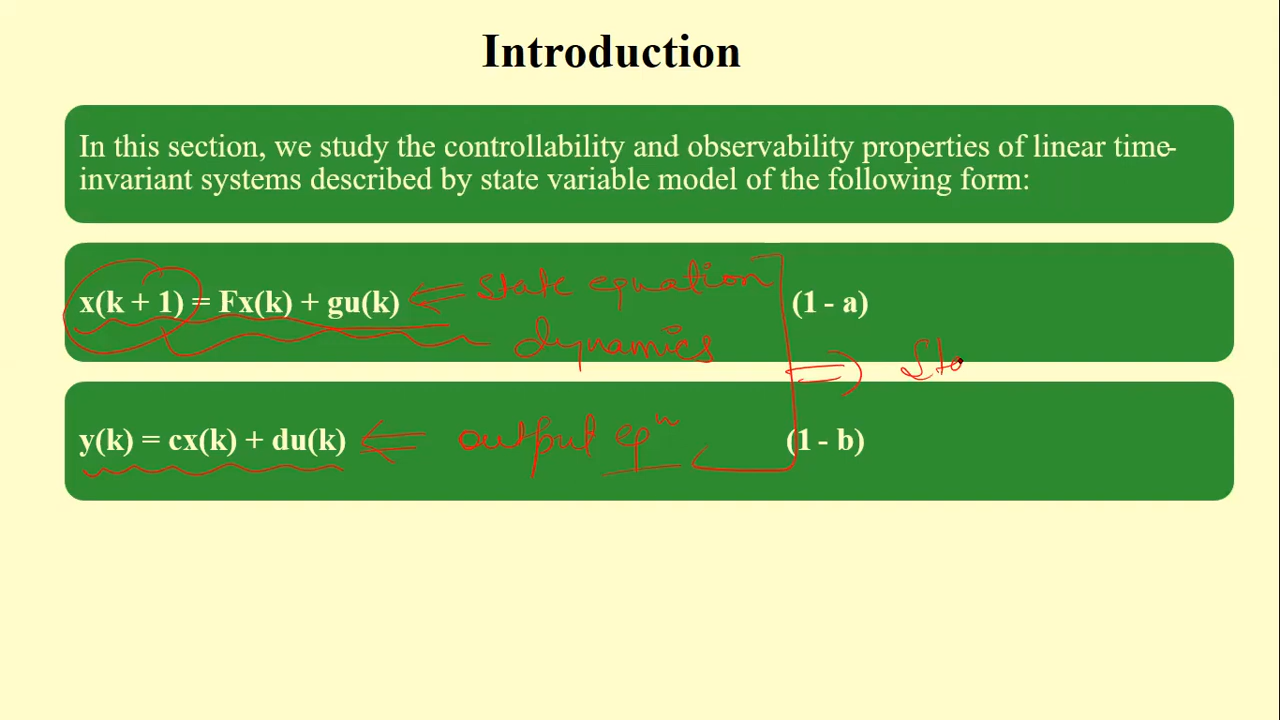 Introduction
In this section, we study the controllability and observability properties of linear time-
invariant systems described by state variable model of the following form:
x(k + 1) = Fx(k) + gu(k) state equation (1 - a)
dynamics
Sta
y(k) = cx(k) + du(k) output eqn (1 - b)